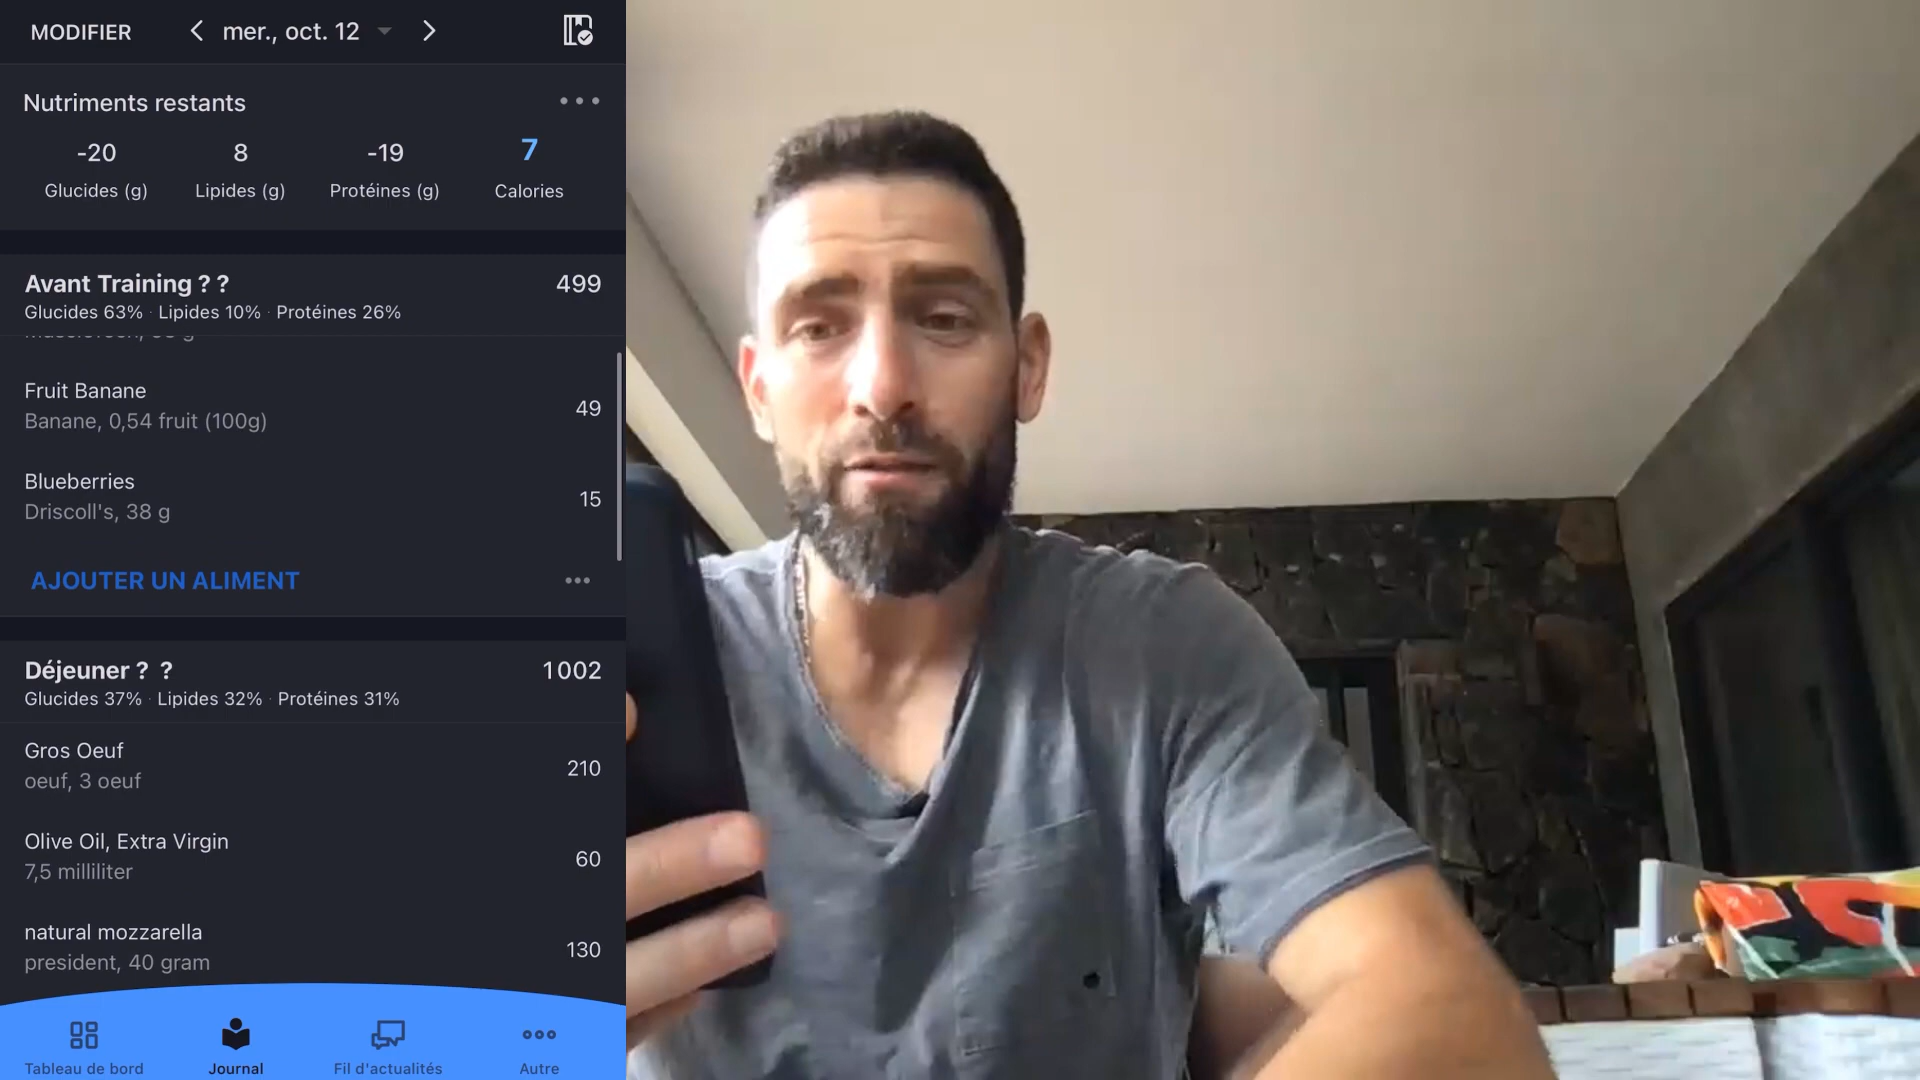 MODIFIER
mer., oct. 12
Nutriments restants
-20
8
-19
7
Glucides (g)
Lipides (g)
Protéines (g)
Calories
Avant Training ? ?
499
Glucides 63% · Lipides 10% · Protéines 26%
Fruit Banane
49
Banane, 0,54 fruit (100g)
Blueberries
15
Driscoll's, 38 g
AJOUTER UN ALIMENT
Déjeuner ? ?
1002
Glucides 37% · Lipides 32% · Protéines 31%
Gros Oeuf
210
oeuf, 3 oeuf
Olive Oil, Extra Virgin
60
7,5 milliliter
natural mozzarella
130
president, 40 gram
Tableau de bord
Journal
Fil d'actualités
Autre